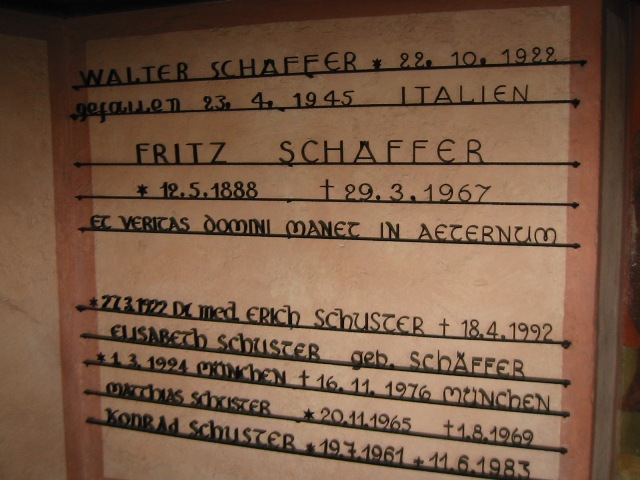 WALTER SCHÄFFER * 22. 10. 1922
gefallen 23. 4. 1945 ITALIEN
FRITZ SCHÄFFER
* 12.5.1888 † 29.3.1967
ET VERITAS DOMINI MANET IN AETERNUM
*27.3.1922 Dr. med. ERICH SCHUSTER † 18.4.1992
ELISABETH SCHUSTER geb. SCHÄFFER
*1.3.1924 MÜNCHEN †16.11.1976 MÜNCHEN
MATTHIAS SCHUSTER *20.11.1965 †1.8.1969
KONRAD SCHUSTER *19.7.1961 †11.6.1983